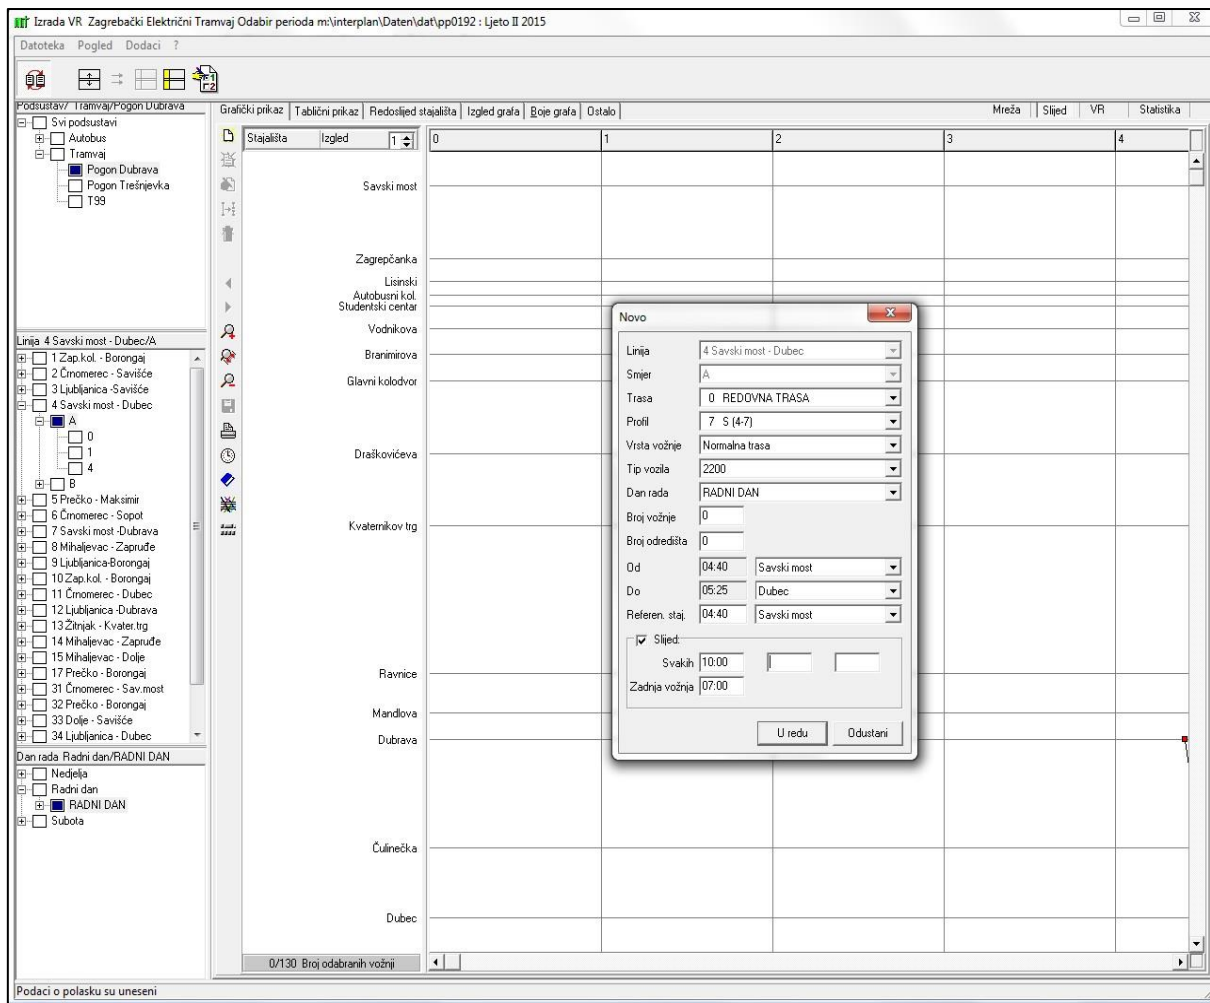 Izrada VR Zagrebački Električni Tramvaj Odabir perioda m:\interplan\Daten\dat\pp0192 : Ljeto II 2015
Datoteka Pogled Dodaci ?
Podsustav/ Tramvaj/Pogon Dubrava
Svi podsustavi
Autobus
Tramvaj
Pogon Dubrava
Pogon Trešnjevka
T99
Linija 4 Savski most - Dubec/A
1 Zap.kol. - Borongaj
2 Črnomerec - Savišće
3 Ljubljanica -Savišće
4 Savski most - Dubec
A
0
1
4
B
5 Prečko - Maksimir
6 Črnomerec - Sopot
7 Savski most -Dubrava
8 Mihaljevac - Zapruđe
9 Ljubljanica-Borongaj
10 Zap.kol. - Borongaj
11 Črnomerec - Dubec
12 Ljubljanica -Dubrava
13 Žitnjak - Kvater.trg
14 Mihaljevac - Zapruđe
15 Mihaljevac - Dolje
17 Prečko - Borongaj
31 Črnomerec - Sav.most
32 Prečko - Borongaj
33 Dolje - Savišće
34 Ljubljanica - Dubec
Dan rada Radni dan/RADNI DAN
Nedjelja
Radni dan
RADNI DAN
Subota
Grafički prikaz Tablični prikaz Redoslijed stajališta Izgled grafa Boje grafa Ostalo Mreža Slijed VR Statistika
Stajališta Izgled 1 0 1 2 3 4
Savski most
Zagrepčanka
Lisinski
Autobusni kol.
Studentski centar
Vodnikova
Branimirova
Glavni kolodvor
Draškovićeva
Kvaternikov trg
Ravnice
Mandlova
Dubrava
Čulinečka
Dubec
0/130 Broj odabranih vožnji
Novo
Linija 4 Savski most - Dubec
Smjer A
Trasa 0 REDOVNA TRASA
Profil 7 S (4-7)
Vrsta vožnje Normalna trasa
Tip vozila 2200
Dan rada RADNI DAN
Broj vožnje 0
Broj odredišta 0
Od 04:40 Savski most
Do 05:25 Dubec
Referen. staj. 04:40 Savski most
Slijed:
Svakih 10:00
Zadnja vožnja 07:00
U redu Odustani
Podaci o polasku su uneseni